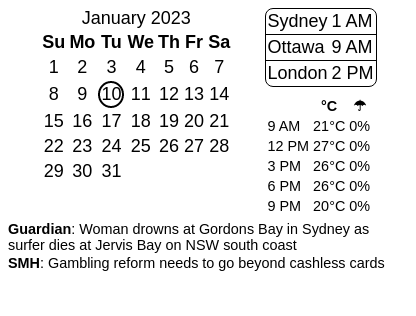 January 2023
Su Mo Tu We Th Fr Sa
1 2 3 4 5 6 7
8 9 10 11 12 13 14
15 16 17 18 19 20 21
22 23 24 25 26 27 28
29 30 31
Sydney 1 AM
Ottawa 9 AM
London 2 PM
°C ☂
9 AM 21°C 0%
12 PM 27°C 0%
3 PM 26°C 0%
6 PM 26°C 0%
9 PM 20°C 0%
Guardian: Woman drowns at Gordons Bay in Sydney as
surfer dies at Jervis Bay on NSW south coast
SMH: Gambling reform needs to go beyond cashless cards